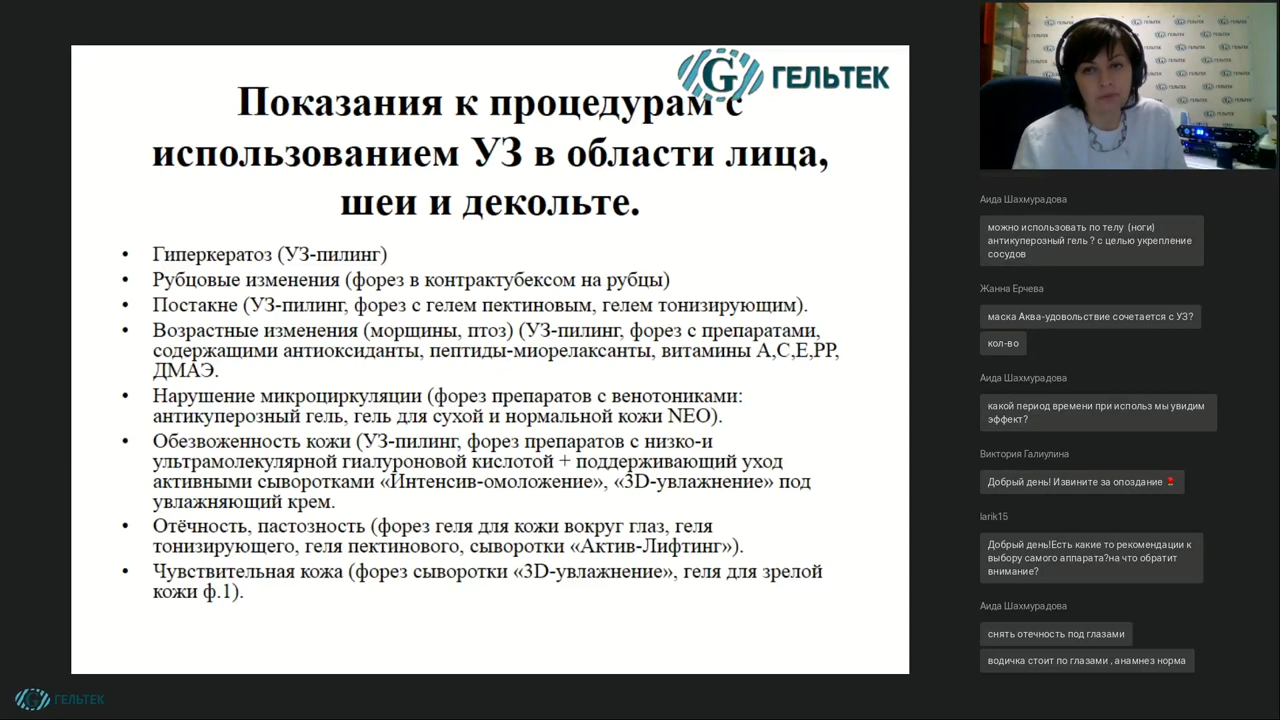 ГЕЛЬТЕК
Показания к процедурам с
использованием УЗ в области лица,
шеи и декольте.
• Гиперкератоз (УЗ-пилинг)
• Рубцовые изменения (форез в контрактубексом на рубцы)
• Постакне (УЗ-пилинг, форез с гелем пектиновым, гелем тонизирующим).
• Возрастные изменения (морщины, птоз) (УЗ-пилинг, форез с препаратами,
содержащими антиоксиданты, пептиды-миорелаксанты, витамины А,С,Е,РР,
ДМАЭ.
• Нарушение микроциркуляции (форез препаратов с венотониками:
антикуперозный гель, гель для сухой и нормальной кожи NEO).
• Обезвоженность кожи (УЗ-пилинг, форез препаратов с низко-и
ультрамолекулярной гиалуроновой кислотой + поддерживающий уход
активными сыворотками «Интенсив-омоложение», «3D-увлажнение» под
увлажняющий крем.
• Отёчность, пастозность (форез геля для кожи вокруг глаз, геля
тонизирующего, геля пектинового, сыворотки «Актив-Лифтинг»).
• Чувствительная кожа (форез сыворотки «3D-увлажнение», геля для зрелой
кожи ф.1).
ГЕЛЬТЕК
Аида Шахмурадова
можно использовать по телу (ноги)
антикуперозный гель ? с целью укрепление
сосудов
Жанна Ерчева
маска Аква-удовольствие сочетается с УЗ?
кол-во
Аида Шахмурадова
какой период времени при использ мы увидим
эффект?
Виктория Галиулина
Добрый день! Извините за опоздание
larik15
Добрый день!Есть какие то рекомендации к
выбору самого аппарата?на что обратит
внимание?
Аида Шахмурадова
снять отечность под глазами
водичка стоит по глазами , анамнез норма